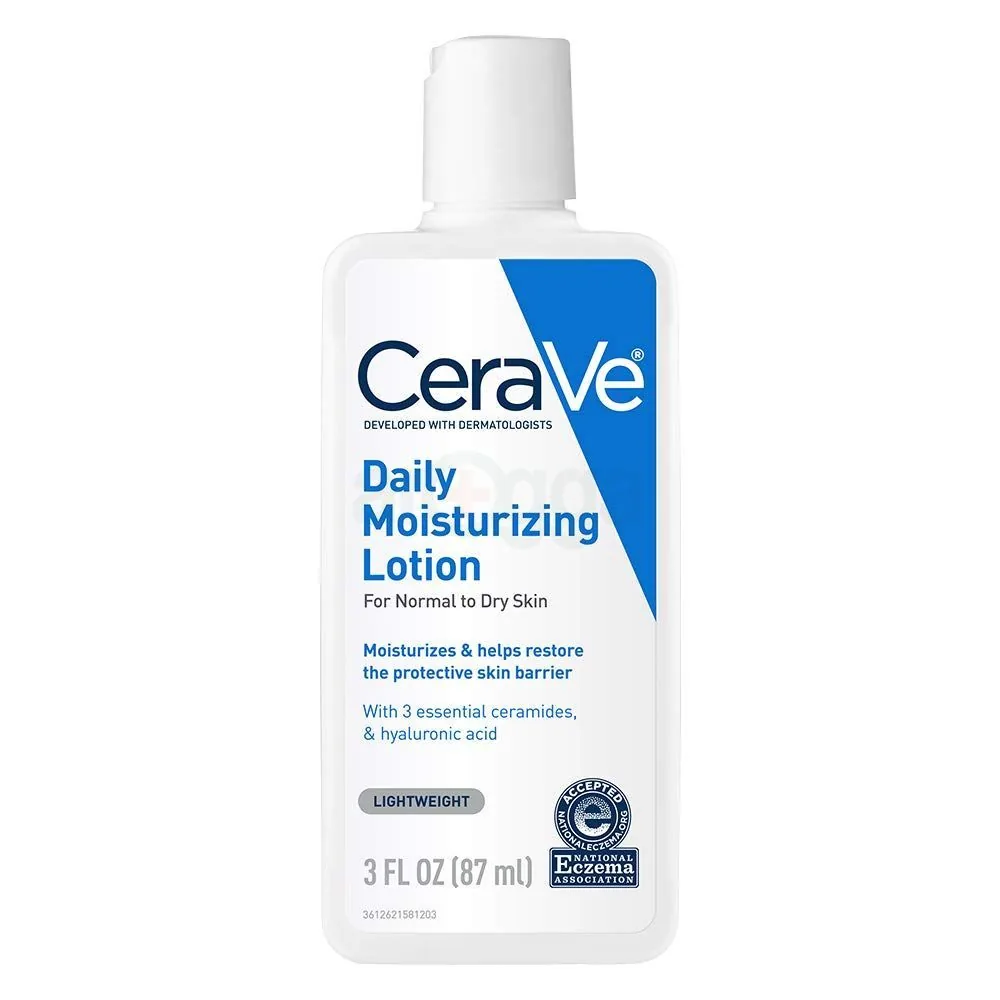 CeraVe®
DEVELOPED WITH DERMATOLOGISTS
Daily
Moisturizing
Lotion
For Normal to Dry Skin
Moisturizes & helps restore
the protective skin barrier
With 3 essential ceramides,
& hyaluronic acid
LIGHTWEIGHT
ACCEPTED
e
NATIONALECZEMA.ORG
NATIONAL
Eczema
ASSOCIATION
3 FL OZ (87 ml)
3612621581203